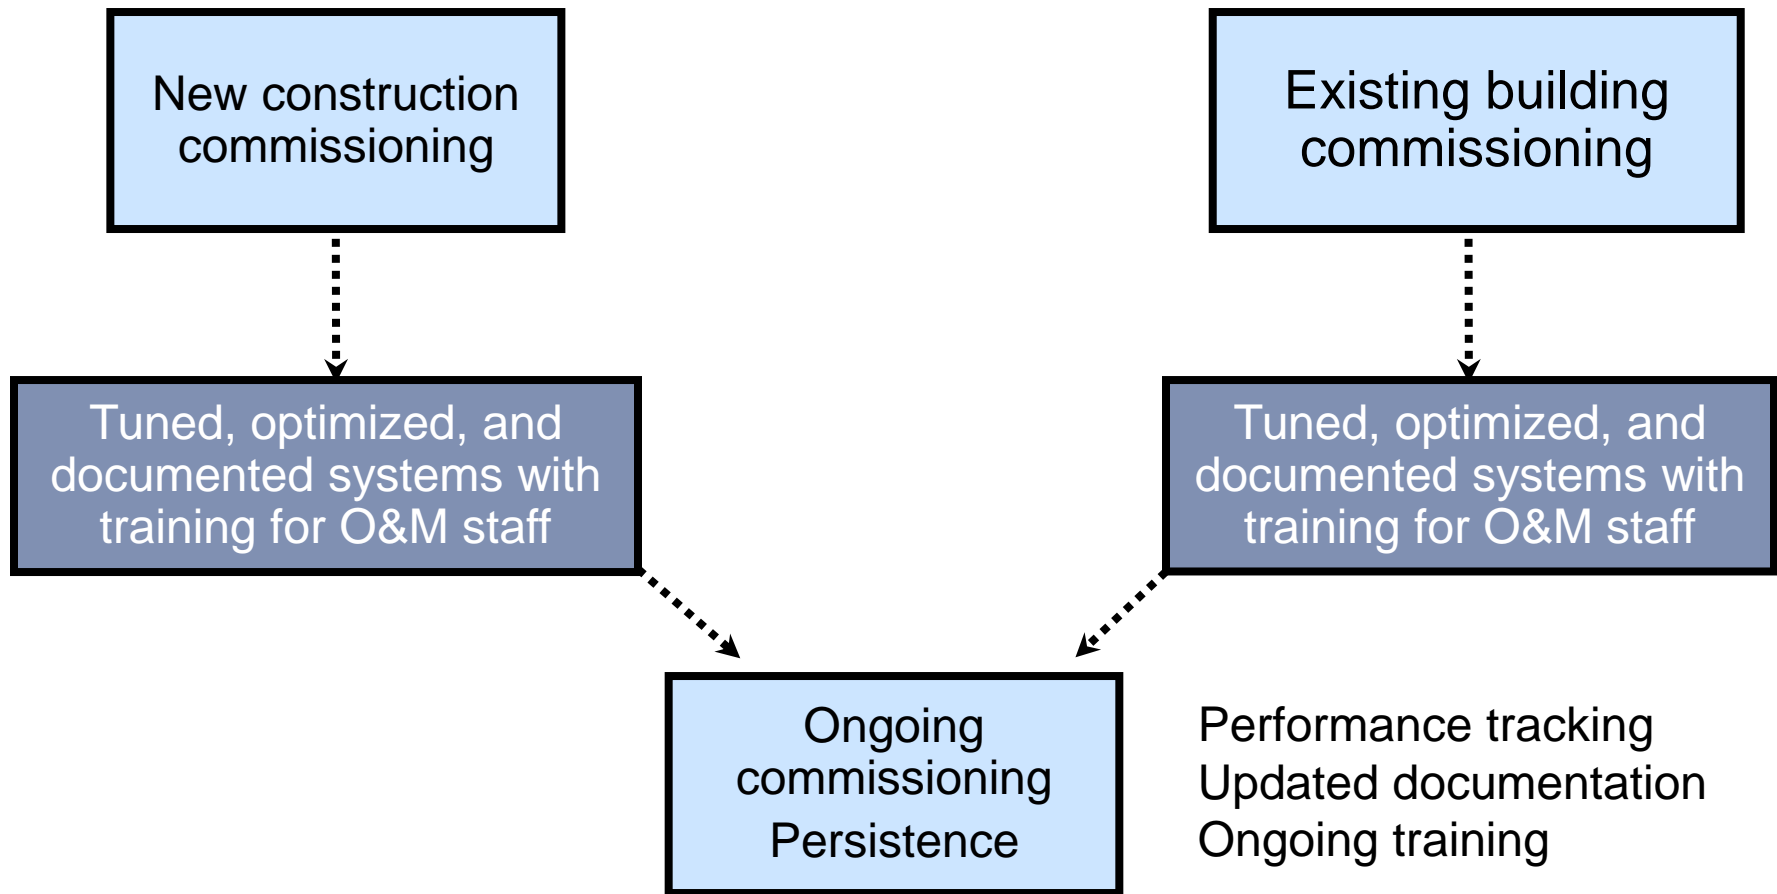 New construction
commissioning
Existing building
commissioning
Tuned, optimized, and
documented systems with
training for O&M staff
Tuned, optimized, and
documented systems with
training for O&M staff
Ongoing
commissioning
Persistence
Performance tracking
Updated documentation
Ongoing training